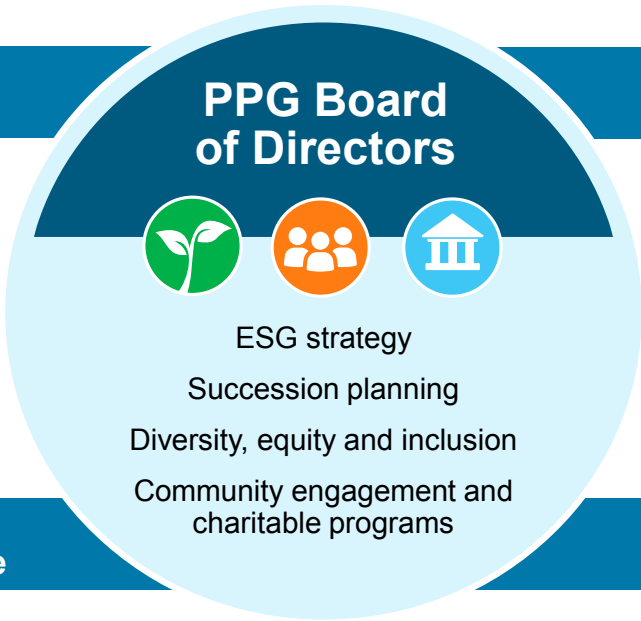 PPG Board
of Directors
ESG strategy
Succession planning
Diversity, equity and inclusion
Community engagement and
charitable programs
e